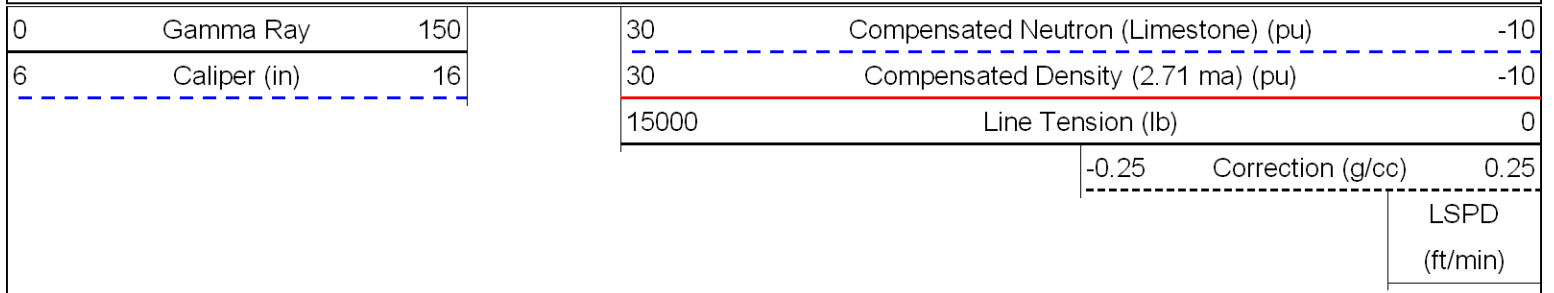 0 Gamma Ray 150 30 Compensated Neutron (Limestone) (pu) -10
6 Caliper (in) 16 30 Compensated Density (2.71 ma) (pu) -10
15000 Line Tension (lb) 0
-0.25 Correction (g/cc) 0.25
LSPD
(ft/min)